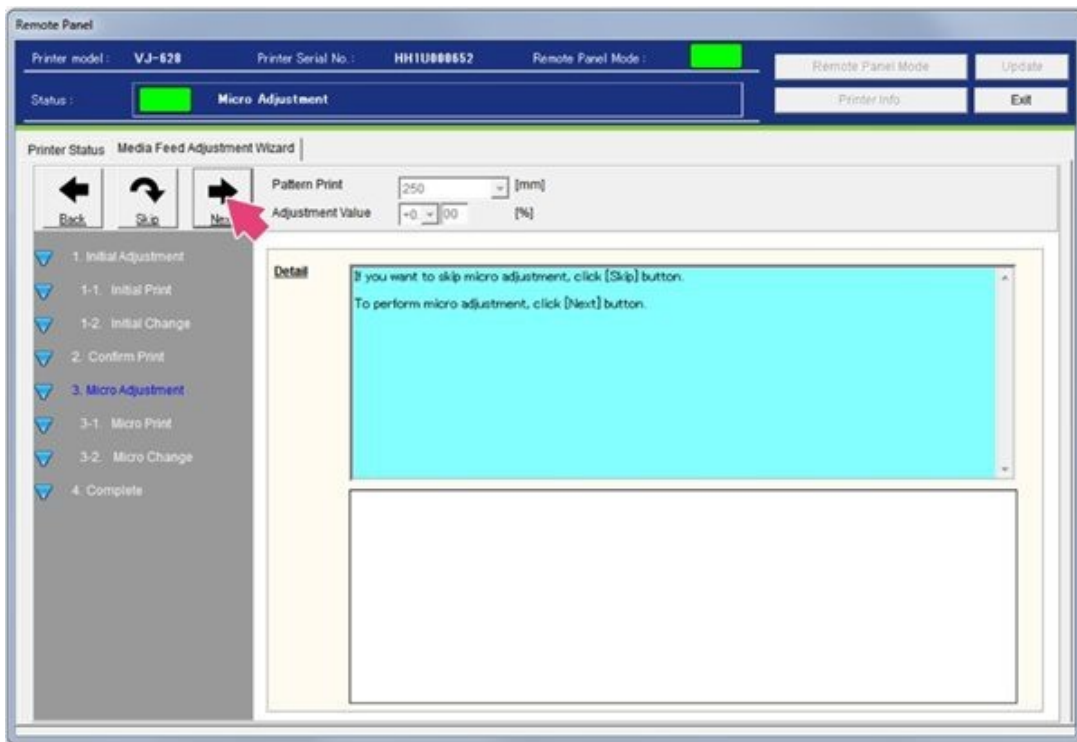 Remote Panel
Printer model : VJ-628 Printer Serial No. : HH1U000652 Remote Panel Mode :
Remote Panel Mode Update
Status : Micro Adjustment
Printer Info Exit
Printer Status Media Feed Adjustment Wizard
Back Skip
Pattern Print 250 [mm]
Adjustment Value +0. 00 [%]
1. Initial Adjustment
1-1. Initial Print
1-2. Initial Change
2. Confirm Print
3. Micro Adjustment
3-1. Micro Print
3-2. Micro Change
4. Complete
Detail
If you want to skip micro adjustment, click [Skip] button.
To perform micro adjustment, click [Next] button.